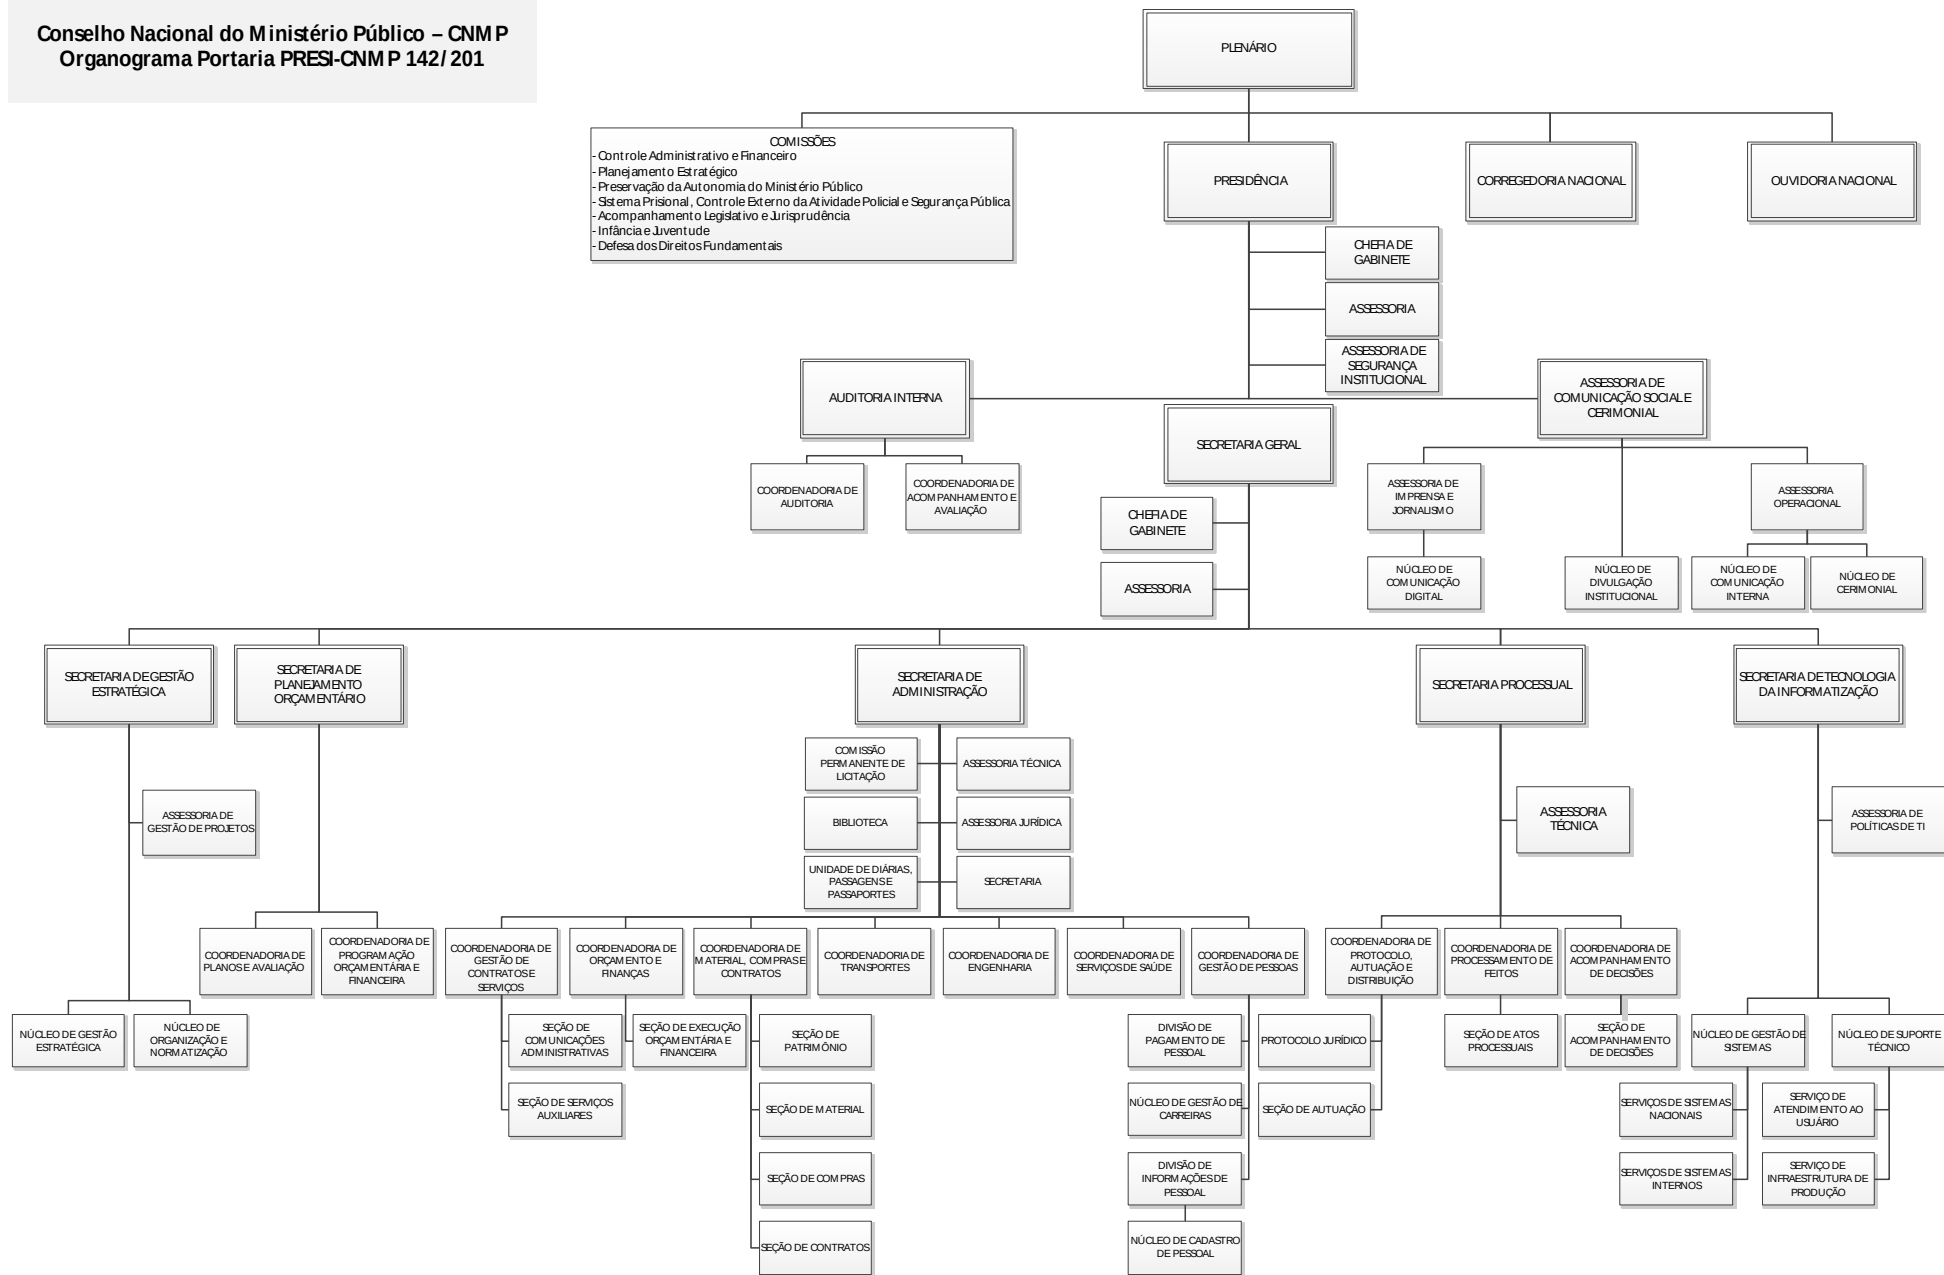 Conselho Nacional do Ministério Público – CNMP
Organograma Portaria PRESI-CNMP 142/201
PLENÁRIO
COMISSÕES
- Controle Administrativo e Financeiro
- Planejamento Estratégico
- Preservação da Autonomia do Ministério Público
- Sistema Prisional, Controle Externo da Atividade Policial e Segurança Pública
- Acompanhamento Legislativo e Jurisprudência
- Infância e Juventude
- Defesa dos Direitos Fundamentais
PRESIDÊNCIA
CORREGEDORIA NACIONAL
OUVIDORIA NACIONAL
CHEFIA DE
GABINETE
ASSESSORIA
ASSESSORIA DE
SEGURANÇA
INSTITUCIONAL
AUDITORIA INTERNA
ASSESSORIA DE
COMUNICAÇÃO SOCIAL E
CERIMONIAL
SECRETARIA GERAL
COORDENADORIA DE
AUDITORIA
COORDENADORIA DE
ACOMPANHAMENTO E
AVALIAÇÃO
CHEFIA DE
GABINETE
ASSESSORIA
ASSESSORIA DE
IMPRENSA E
JORNALISMO
ASSESSORIA
OPERACIONAL
NÚCLEO DE
COMUNICAÇÃO
DIGITAL
NÚCLEO DE
DIVULGAÇÃO
INSTITUCIONAL
NÚCLEO DE
COMUNICAÇÃO
INTERNA
NÚCLEO DE
CERIMONIAL
SECRETARIA DE GESTÃO
ESTRATÉGICA
SECRETARIA DE
PLANEJAMENTO
ORÇAMENTÁRIO
SECRETARIA DE
ADMINISTRAÇÃO
SECRETARIA PROCESSUAL
SECRETARIA DE TECNOLOGIA
DA INFORMATIZAÇÃO
COMISSÃO
PERMANENTE DE
LICITAÇÃO
ASSESSORIA TÉCNICA
BIBLIOTECA
ASSESSORIA JURÍDICA
UNIDADE DE DIÁRIAS,
PASSAGENS E
PASSAPORTES
SECRETARIA
ASSESSORIA DE
GESTÃO DE PROJETOS
ASSESSORIA
TÉCNICA
ASSESSORIA DE
POLÍTICAS DE TI
COORDENADORIA DE
PLANOS E AVALIAÇÃO
COORDENADORIA DE
PROGRAMAÇÃO
ORÇAMENTÁRIA E
FINANCEIRA
COORDENADORIA DE
GESTÃO DE
CONTRATOS E
SERVIÇOS
COORDENADORIA DE
ORÇAMENTO E
FINANÇAS
COORDENADORIA DE
MATERIAL, COMPRAS E
CONTRATOS
COORDENADORIA DE
TRANSPORTES
COORDENADORIA DE
ENGENHARIA
COORDENADORIA DE
SERVIÇOS DE SAÚDE
COORDENADORIA DE
GESTÃO DE PESSOAS
COORDENADORIA DE
PROTOCOLO,
AUTUAÇÃO E
DISTRIBUIÇÃO
COORDENADORIA DE
PROCESSAMENTO DE
FEITOS
COORDENADORIA DE
ACOMPANHAMENTO
DE DECISÕES
NÚCLEO DE GESTÃO
ESTRATÉGICA
NÚCLEO DE
ORGANIZAÇÃO E
NORMATIZAÇÃO
SEÇÃO DE
COMUNICAÇÕES
ADMINISTRATIVAS
SEÇÃO DE EXECUÇÃO
ORÇAMENTÁRIA E
FINANCEIRA
SEÇÃO DE
PATRIMÔNIO
DIVISÃO DE
PAGAMENTO DE
PESSOAL
PROTOCOLO JURÍDICO
SEÇÃO DE ATOS
PROCESSUAIS
SEÇÃO DE
ACOMPANHAMENTO
DE DECISÕES
NÚCLEO DE GESTÃO DE
SISTEMAS
NÚCLEO DE SUPORTE
TÉCNICO
SEÇÃO DE SERVIÇOS
AUXILIARES
SEÇÃO DE MATERIAL
NÚCLEO DE GESTÃO DE
CARREIRAS
SEÇÃO DE AUTUAÇÃO
SERVIÇOS DE SISTEMAS
NACIONAIS
SERVIÇO DE
ATENDIMENTO AO
USUÁRIO
SEÇÃO DE COMPRAS
DIVISÃO DE
INFORMAÇÕES DE
PESSOAL
SERVIÇOS DE SISTEMAS
INTERNOS
SERVIÇO DE
INFRAESTRUTURA DE
PRODUÇÃO
SEÇÃO DE CONTRATOS
NÚCLEO DE CADASTRO
DE PESSOAL